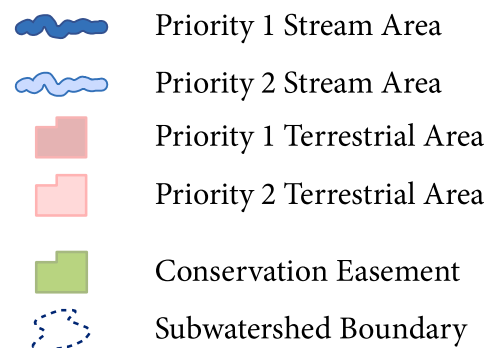 Priority 1 Stream Area
Priority 2 Stream Area
Priority 1 Terrestrial Area
Priority 2 Terrestrial Area
Conservation Easement
Subwatershed Boundary